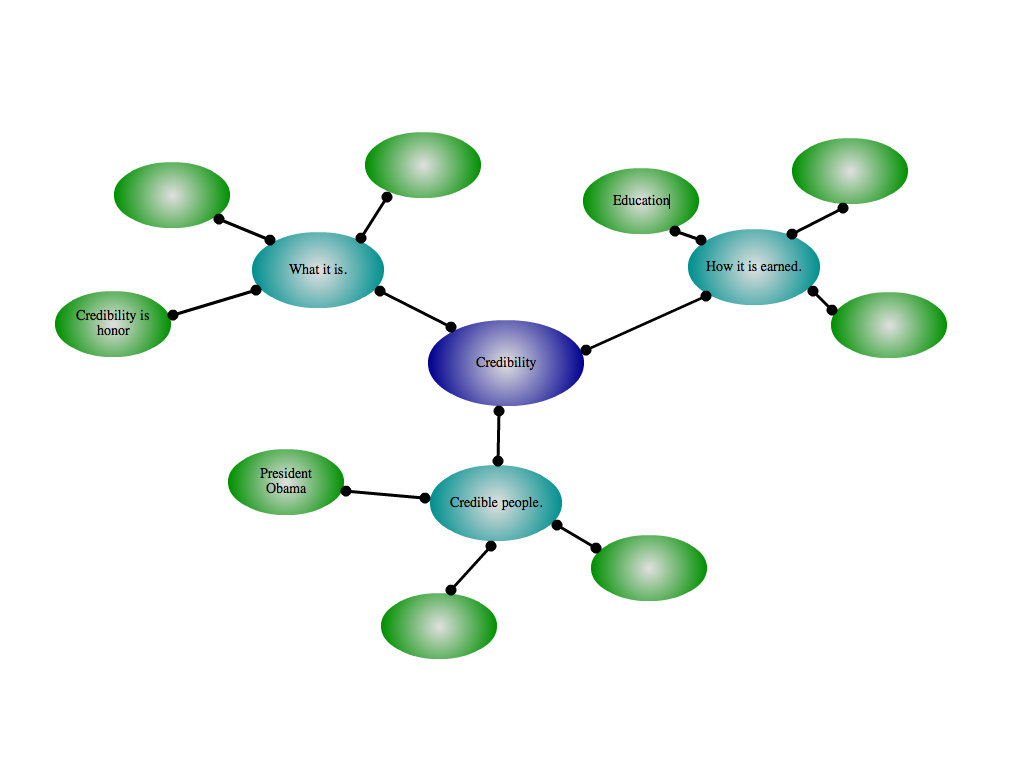 Education
How it is earned.
What it is.
Credibility is
honor
Credibility
President
Obama
Credible people.